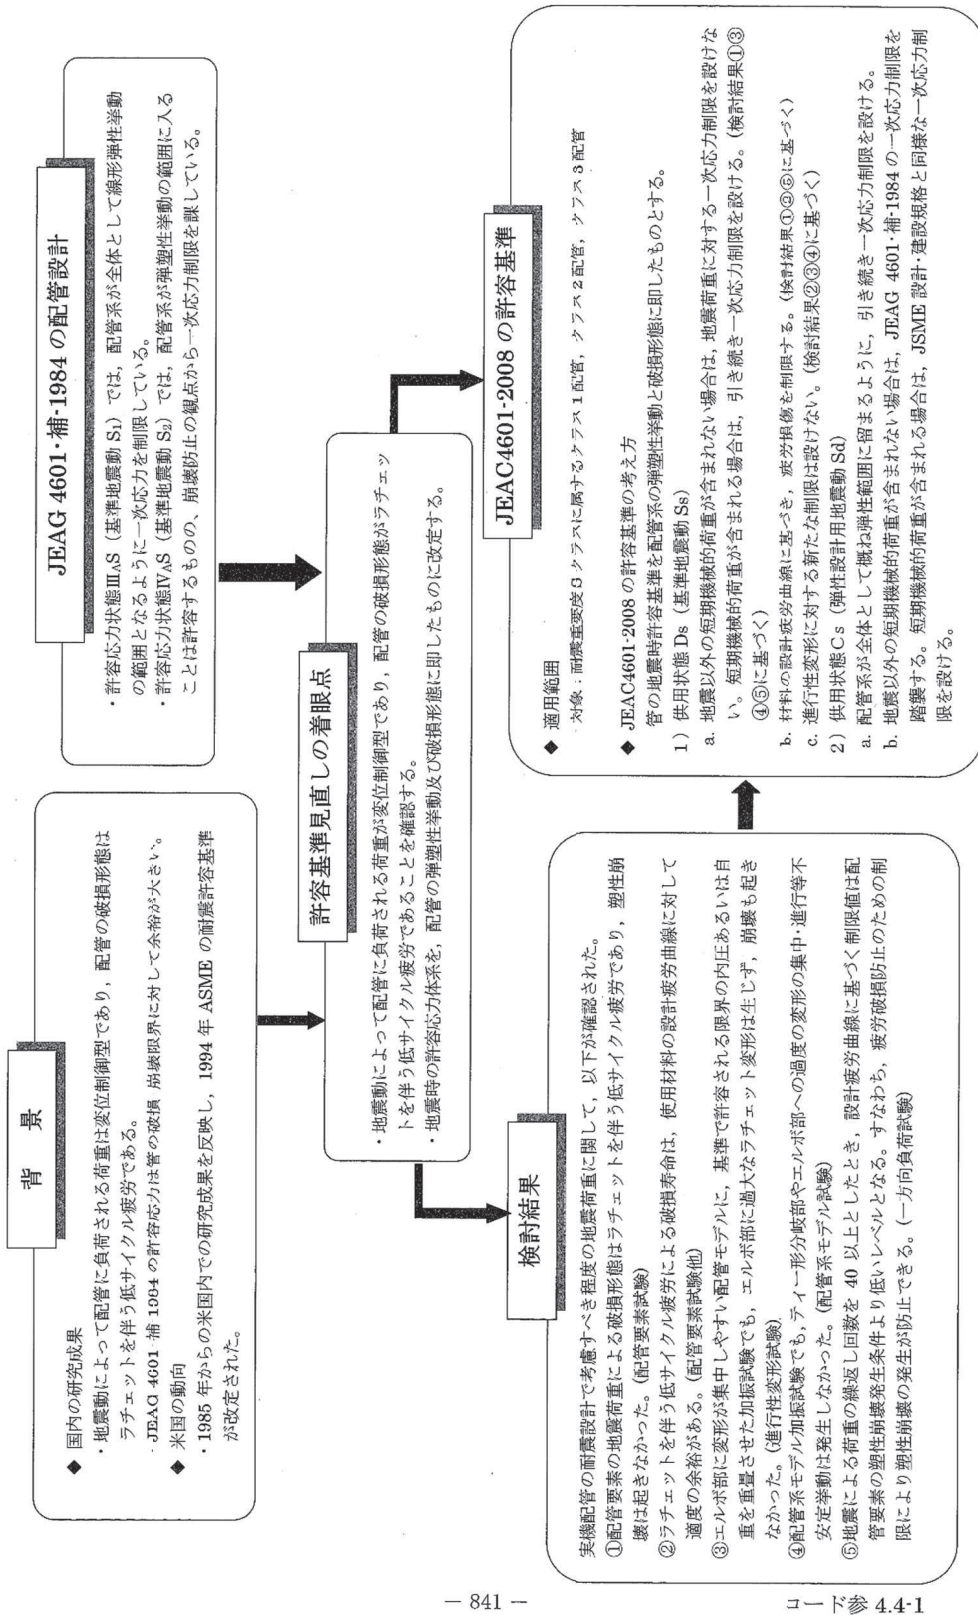 背　景
◆ 国内の研究成果
・地震動によって配管に負荷される荷重は変位制御型であり，配管の破損形態は
ラチェットを伴う低サイクル疲労である。
・JEAG 4601・補 1984 の許容応力は管の破損 崩壊限界に対して余裕が大きい。
◆ 米国の動向
・1985 年からの米国内での研究成果を反映し，1994 年 ASME の耐震許容基準
が改定された。
JEAG 4601・補-1984 の配管設計
・許容応力状態ⅢAS（基準地震動 S1）では，配管系が全体として線形弾性挙動
の範囲となるように一次応力を制限している。
・許容応力状態ⅣAS（基準地震動 S2）では，配管系が弾塑性挙動の範囲に入る
ことは許容するものの、崩壊防止の観点から一次応力制限を課している。
許容基準見直しの着眼点
・地震動によって配管に負荷される荷重が変位制御型であり，配管の破損形態がラチェッ
トを伴う低サイクル疲労であることを確認する。
・地震時の許容応力体系を，配管の弾塑性挙動及び破損形態に即したものに改定する。
検討結果
実機配管の耐震設計で考慮すべき程度の地震荷重に関して，以下が確認された。
①配管要素の地震荷重による破損形態はラチェットを伴う低サイクル疲労であり，塑性崩
壊は起きなかった。（配管要素試験）
②ラチェットを伴う低サイクル疲労による破損寿命は，使用材料の設計疲労曲線に対して
適度の余裕がある。（配管要素試験他）
③エルボ部に変形が集中しやすい配管モデルに，基準で許容される限界の内圧あるいは自
重を重畳させた加振試験でも，エルボ部に過大なラチェット変形は生じず，崩壊も起き
なかった。（進行性変形試験）
④配管系モデル加振試験でも，ティー形分岐部やエルボ部への過度の変形の集中・進行等不
安定挙動は発生しなかった。（配管系モデル試験）
⑤地震による荷重の繰返し回数を 40 以上としたとき，設計疲労曲線に基づく制限値は配
管要素の塑性崩壊発生条件より低いレベルとなる。すなわち，疲労破損防止のための制
限により塑性崩壊の発生が防止できる。（一方向負荷試験）
JEAC4601-2008 の許容基準
◆ 適用範囲
対象：耐震重要度Sクラスに属するクラス1配管，クラス2配管，クラス3配管
◆ JEAC4601-2008 の許容基準の考え方
管の地震時許容基準を配管系の弾塑性挙動と破損形態に即したものとする。
1） 供用状態 Ds（基準地震動 Ss）
a. 地震以外の短期機械的荷重が含まれない場合は，地震荷重に対する一次応力制限を設けな
い。短期機械的荷重が含まれる場合は，引き続き一次応力制限を設ける。（検討結果①③
④⑤に基づく）
b. 材料の設計疲労曲線に基づき，疲労損傷を制限する。（検討結果①②⑤に基づく）
c. 進行性変形に対する新たな制限は設けない。（検討結果②③④に基づく）
2） 供用状態 Cs（弾性設計用地震動 Sd）
a. 配管系が全体として概ね弾性範囲に留まるように，引き続き一次応力制限を設ける。
b. 地震以外の短期機械的荷重が含まれない場合は，JEAG 4601・補-1984 の一次応力制限を
踏襲する。短期機械的荷重が含まれる場合は，JSME 設計・建設規格と同様な一次応力制
限を設ける。
－ 841 －
コード参 4.4-1